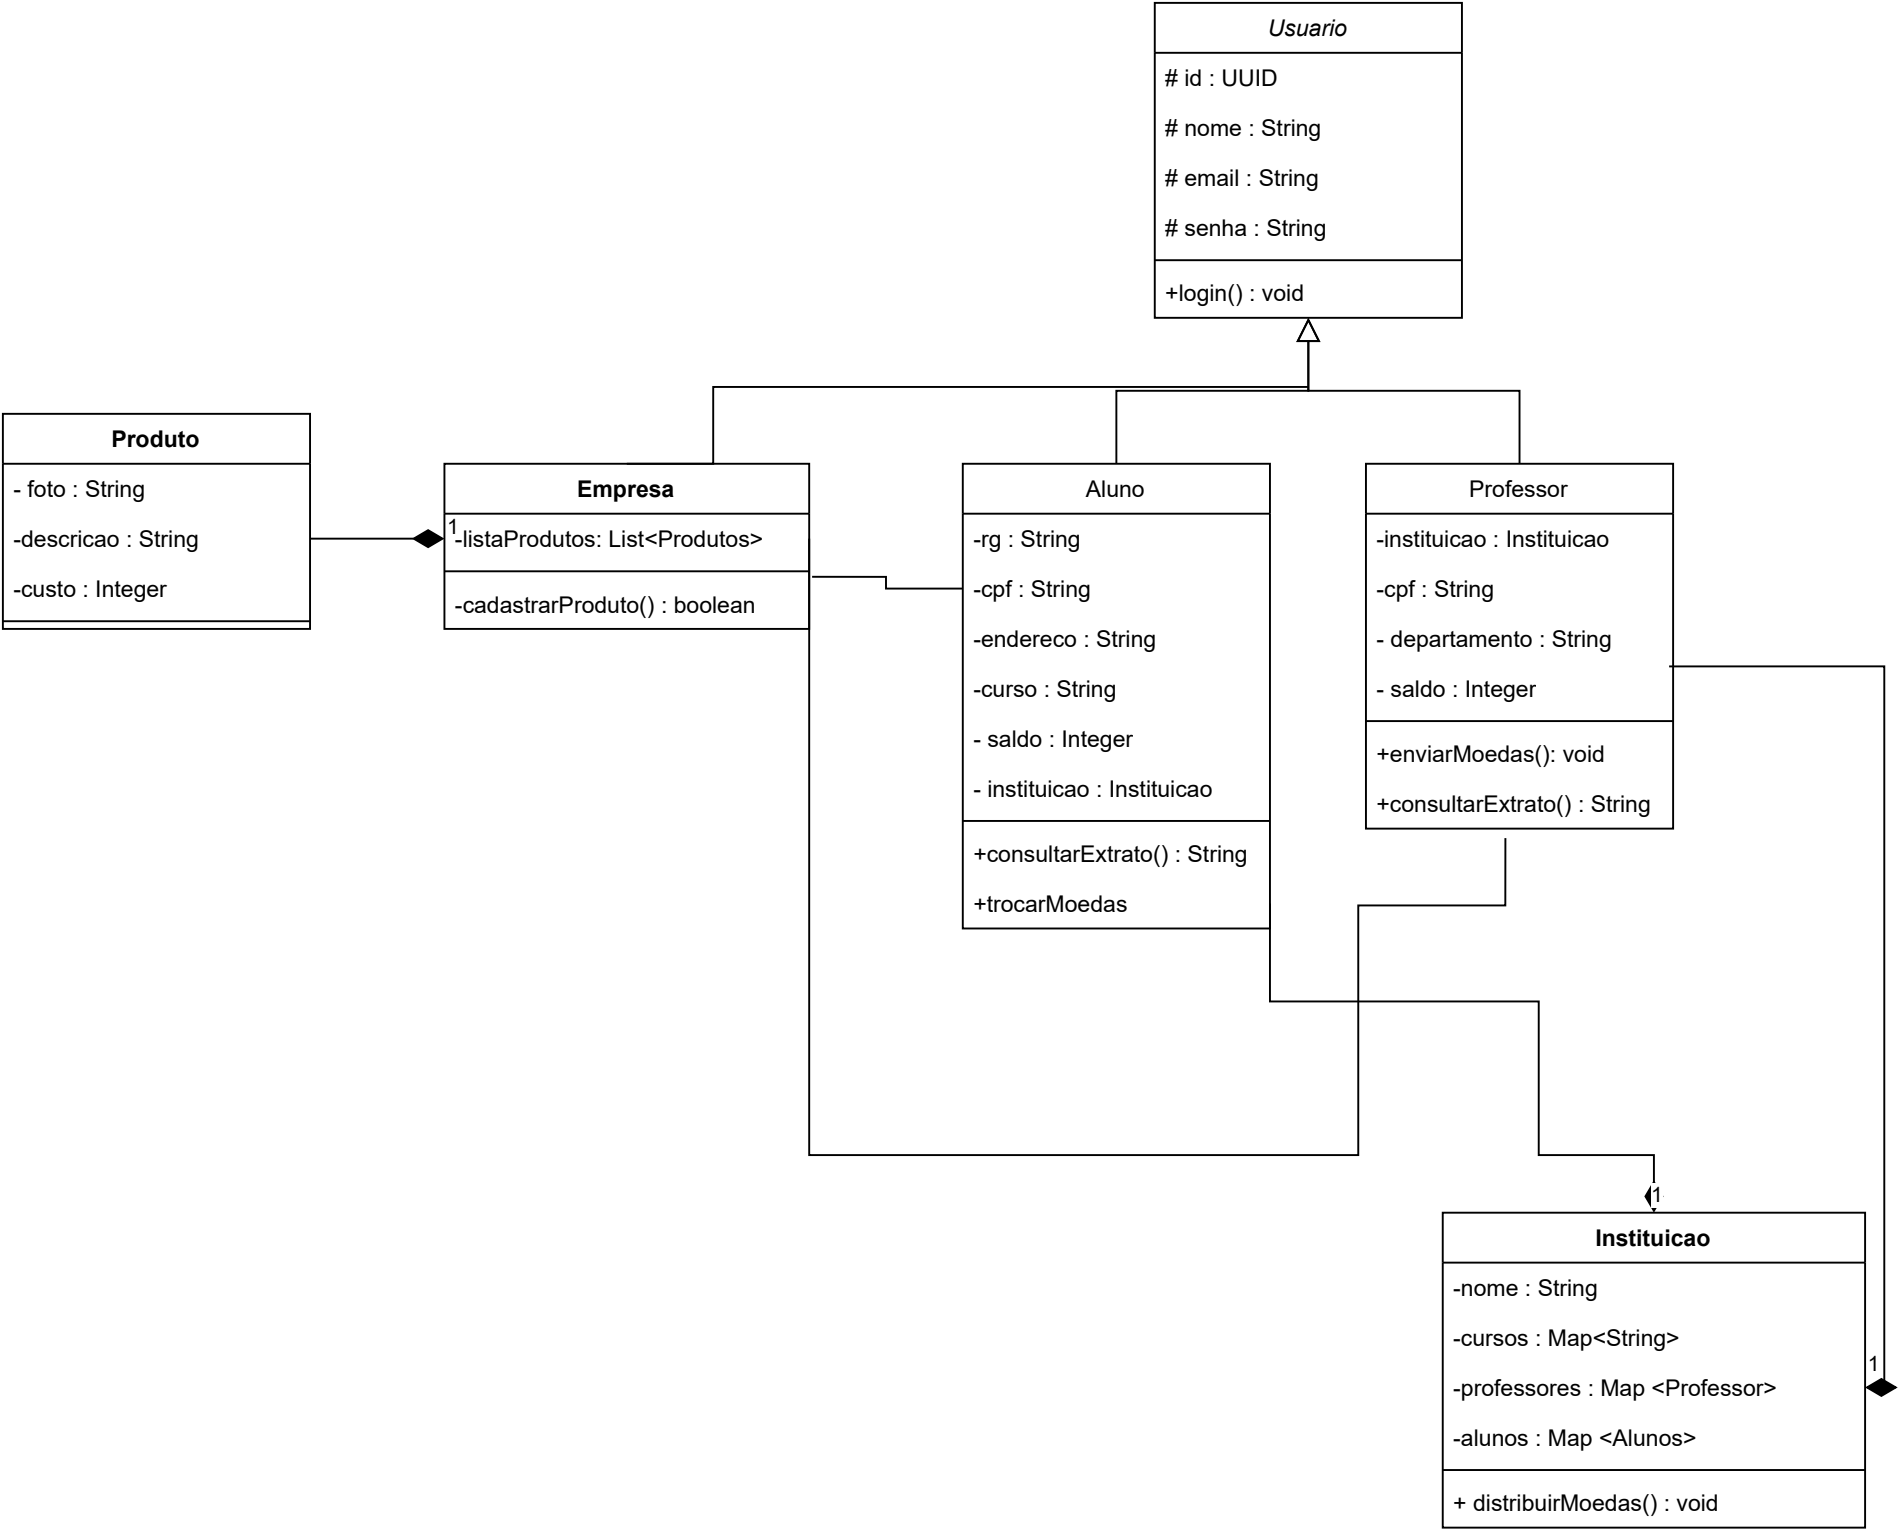 Usuario
# id : UUID
# nome : String
# email : String
# senha : String
+login() : void
Produto
- foto : String
-descricao : String
-custo : Integer
Empresa
1
-listaProdutos: List<Produtos>
-cadastrarProduto() : boolean
Aluno
-rg : String
-cpf : String
-endereco : String
-curso : String
- saldo : Integer
- instituicao : Instituicao
+consultarExtrato() : String
+trocarMoedas
Professor
-instituicao : Instituicao
-cpf : String
- departamento : String
- saldo : Integer
+enviarMoedas(): void
+consultarExtrato() : String
1
Instituicao
-nome : String
-cursos : Map<String>
1
-professores : Map <Professor>
-alunos : Map <Alunos>
+ distribuirMoedas() : void